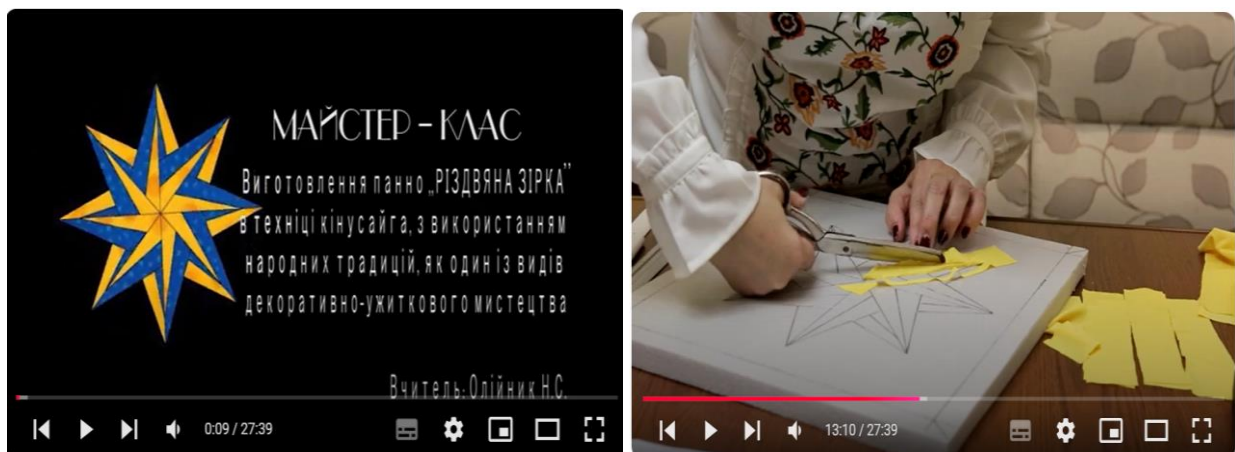 МАЙСТЕР – КЛАС
Виготовлення панно „РІЗДВЯНА ЗІРКА”
в техніці кінусайга, з використанням
народних традицій, як один із видів
декоративно-ужиткового мистецтва
Вчитель: Олійник Н.С.
0:09 / 27:39
13:10 / 27:39